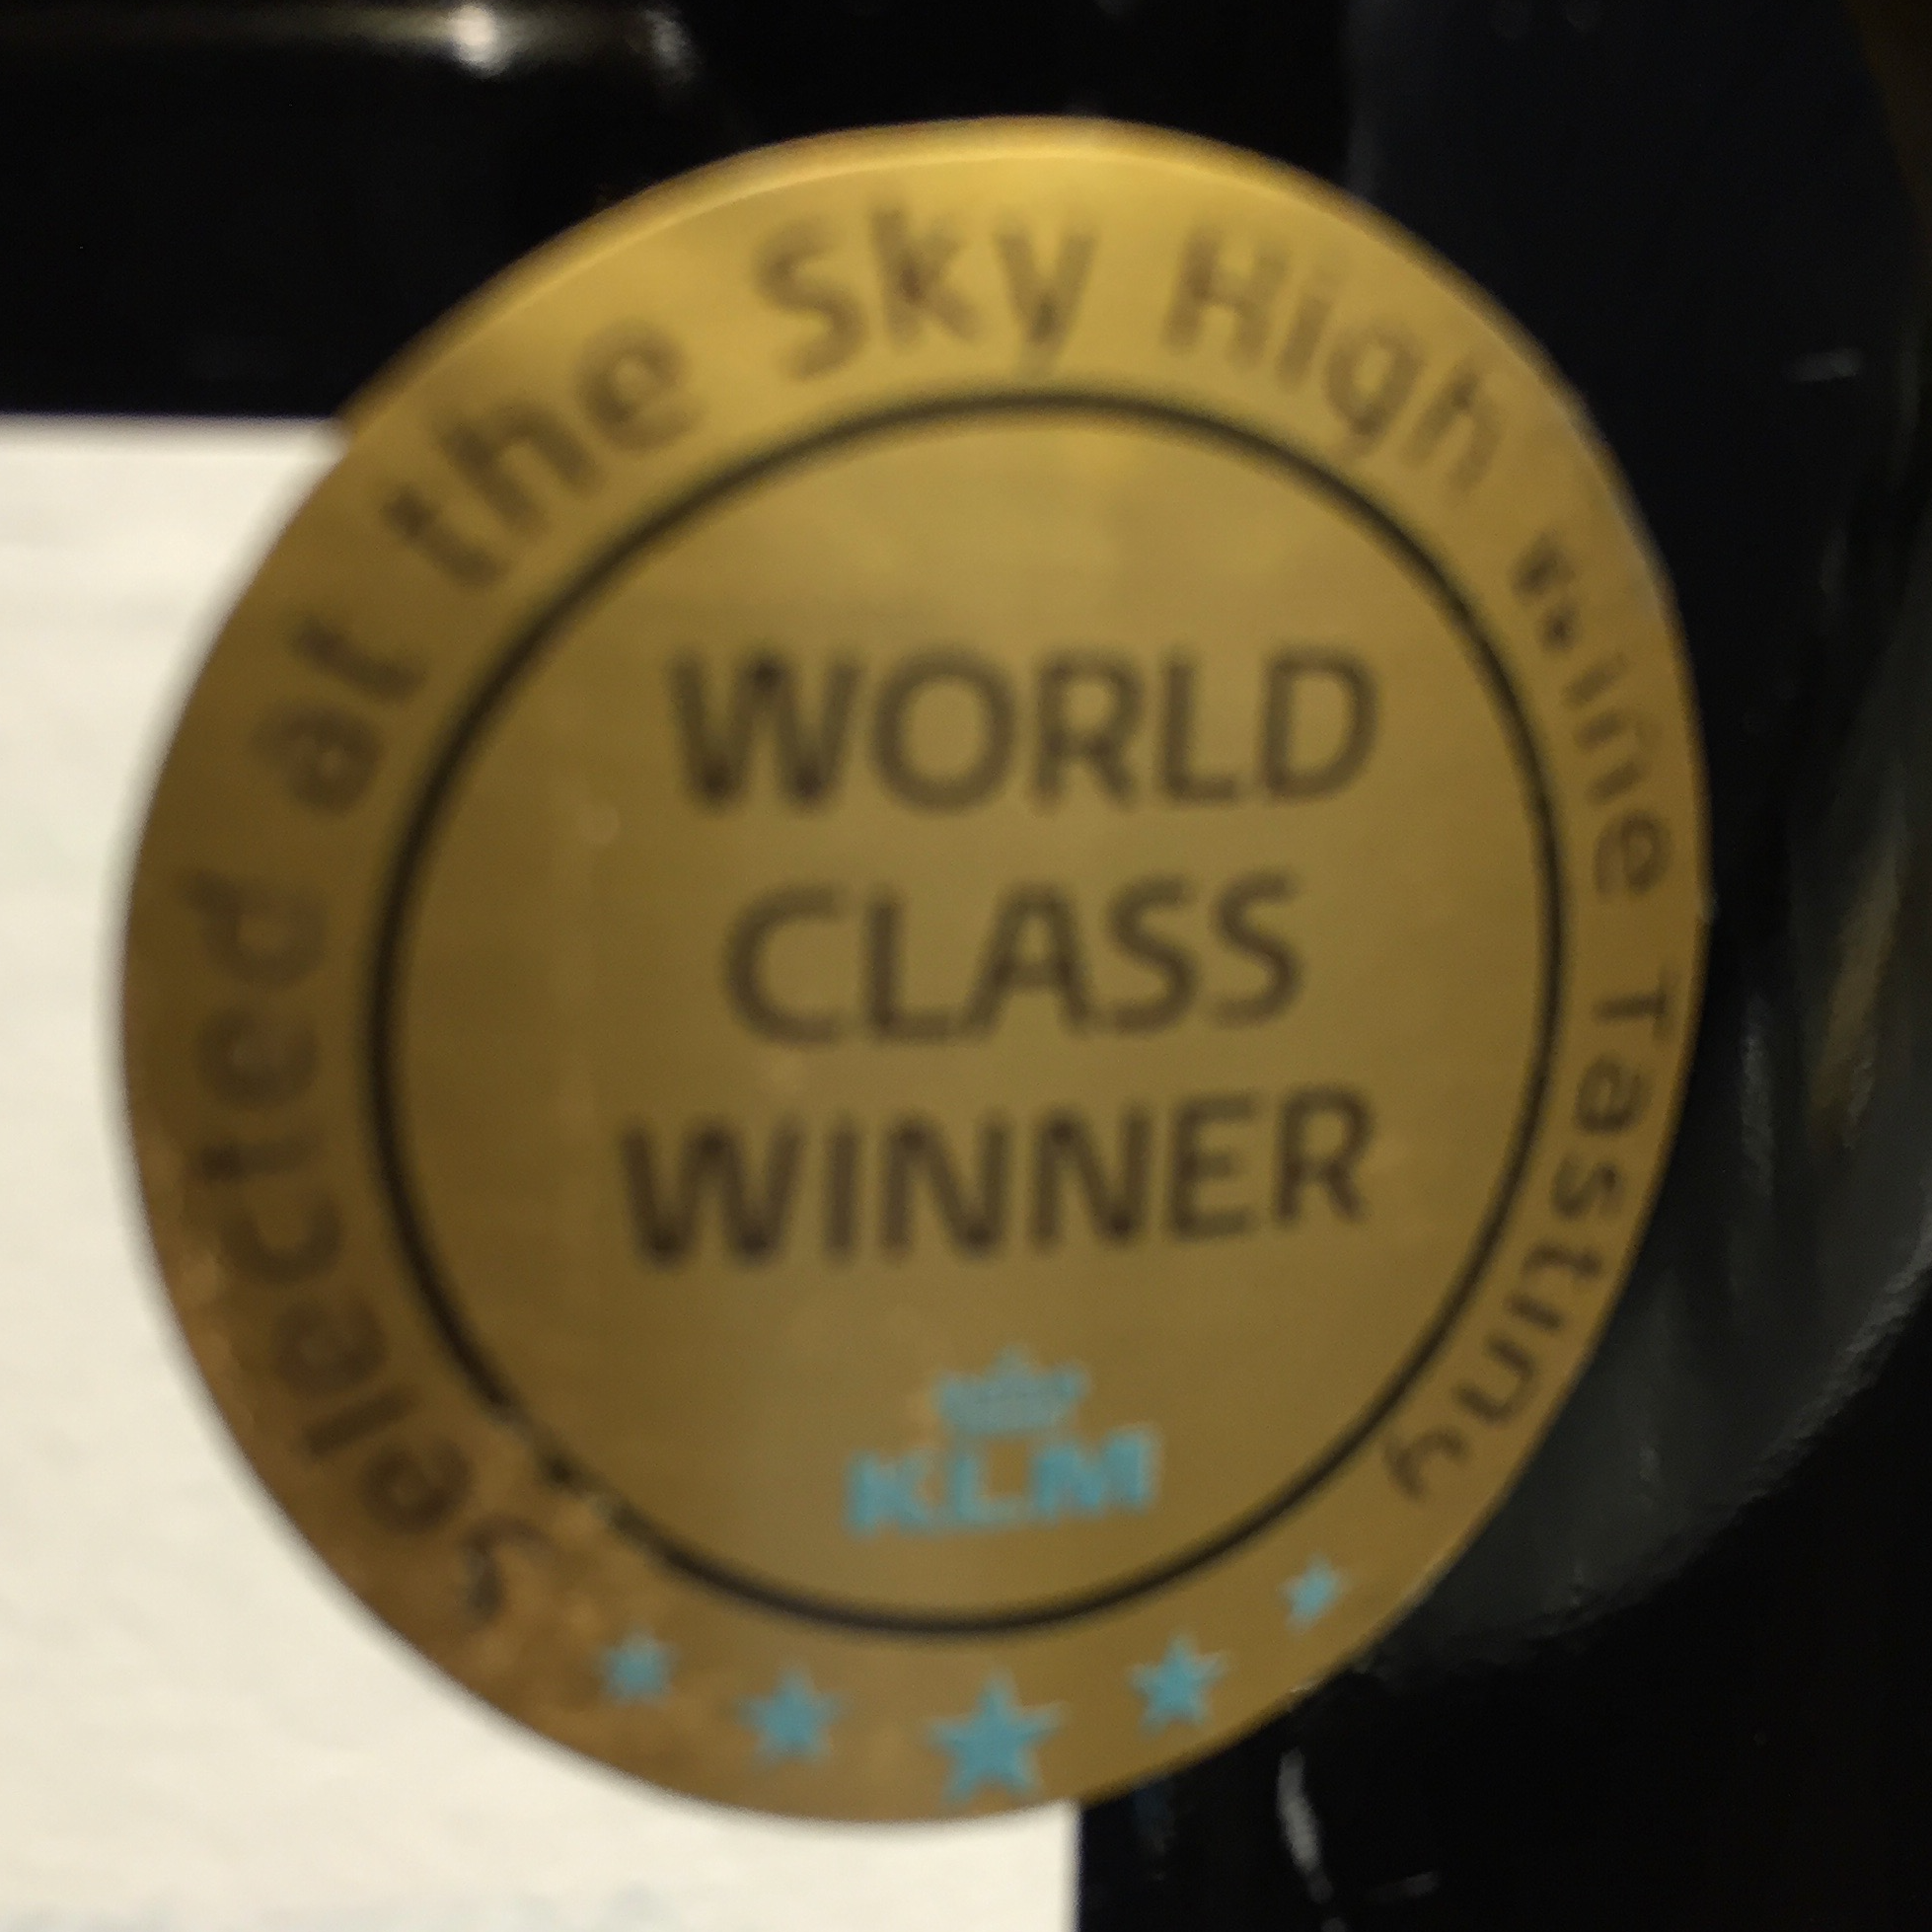 Selected at the Sky High Wine Tasting
WORLD
CLASS
WINNER
KLM